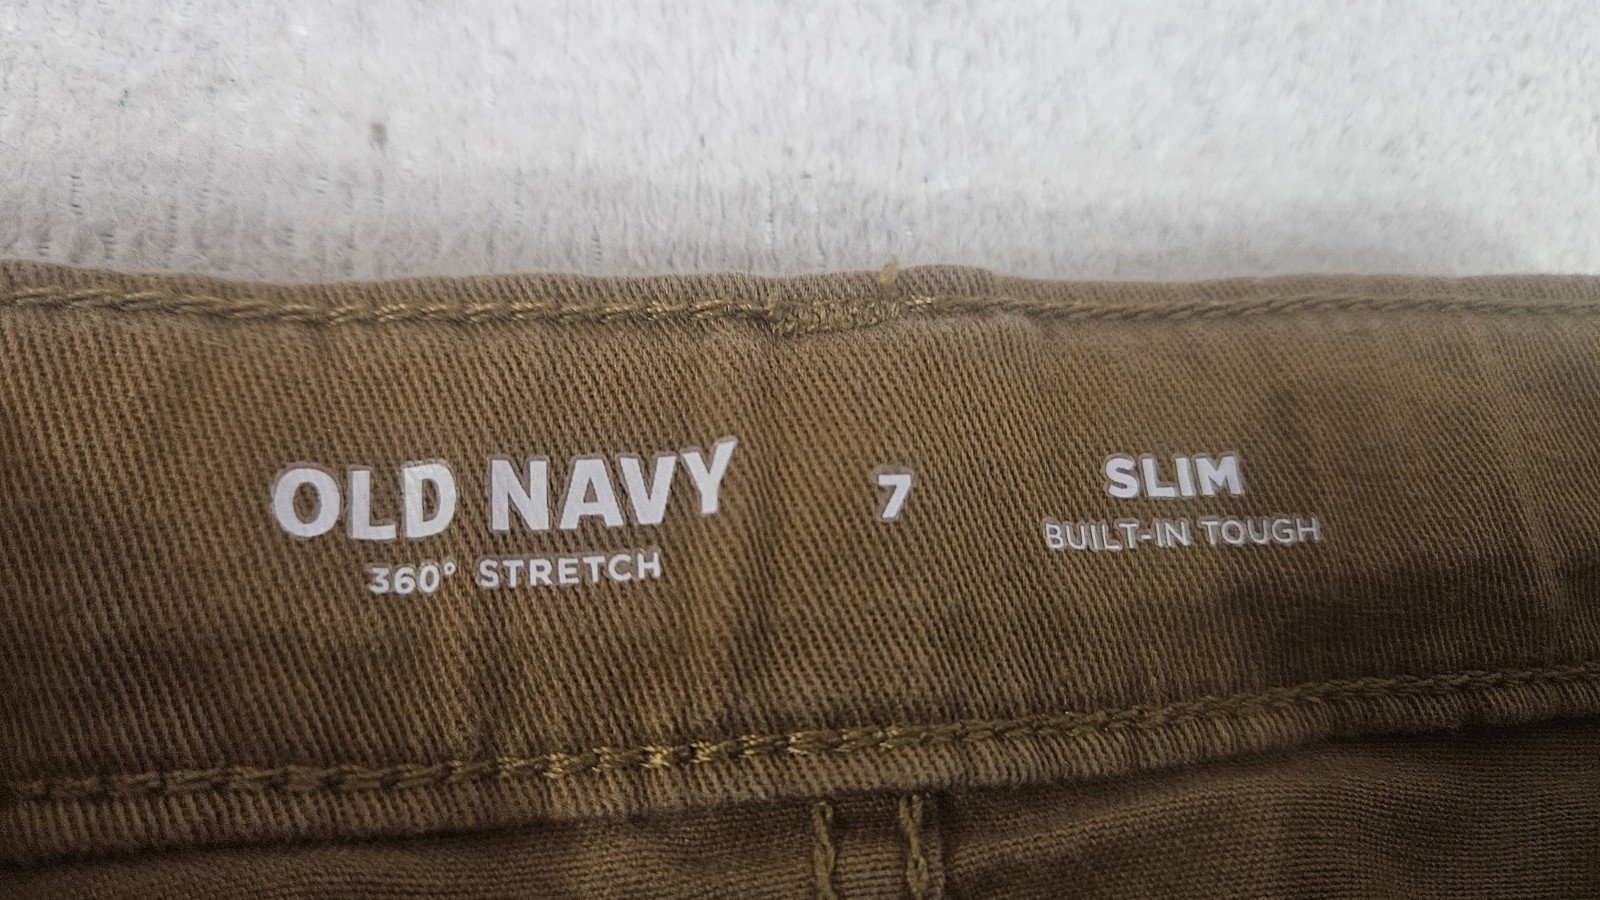 OLD NAVY
360° STRETCH
7
SLIM
BUILT-IN TOUGH